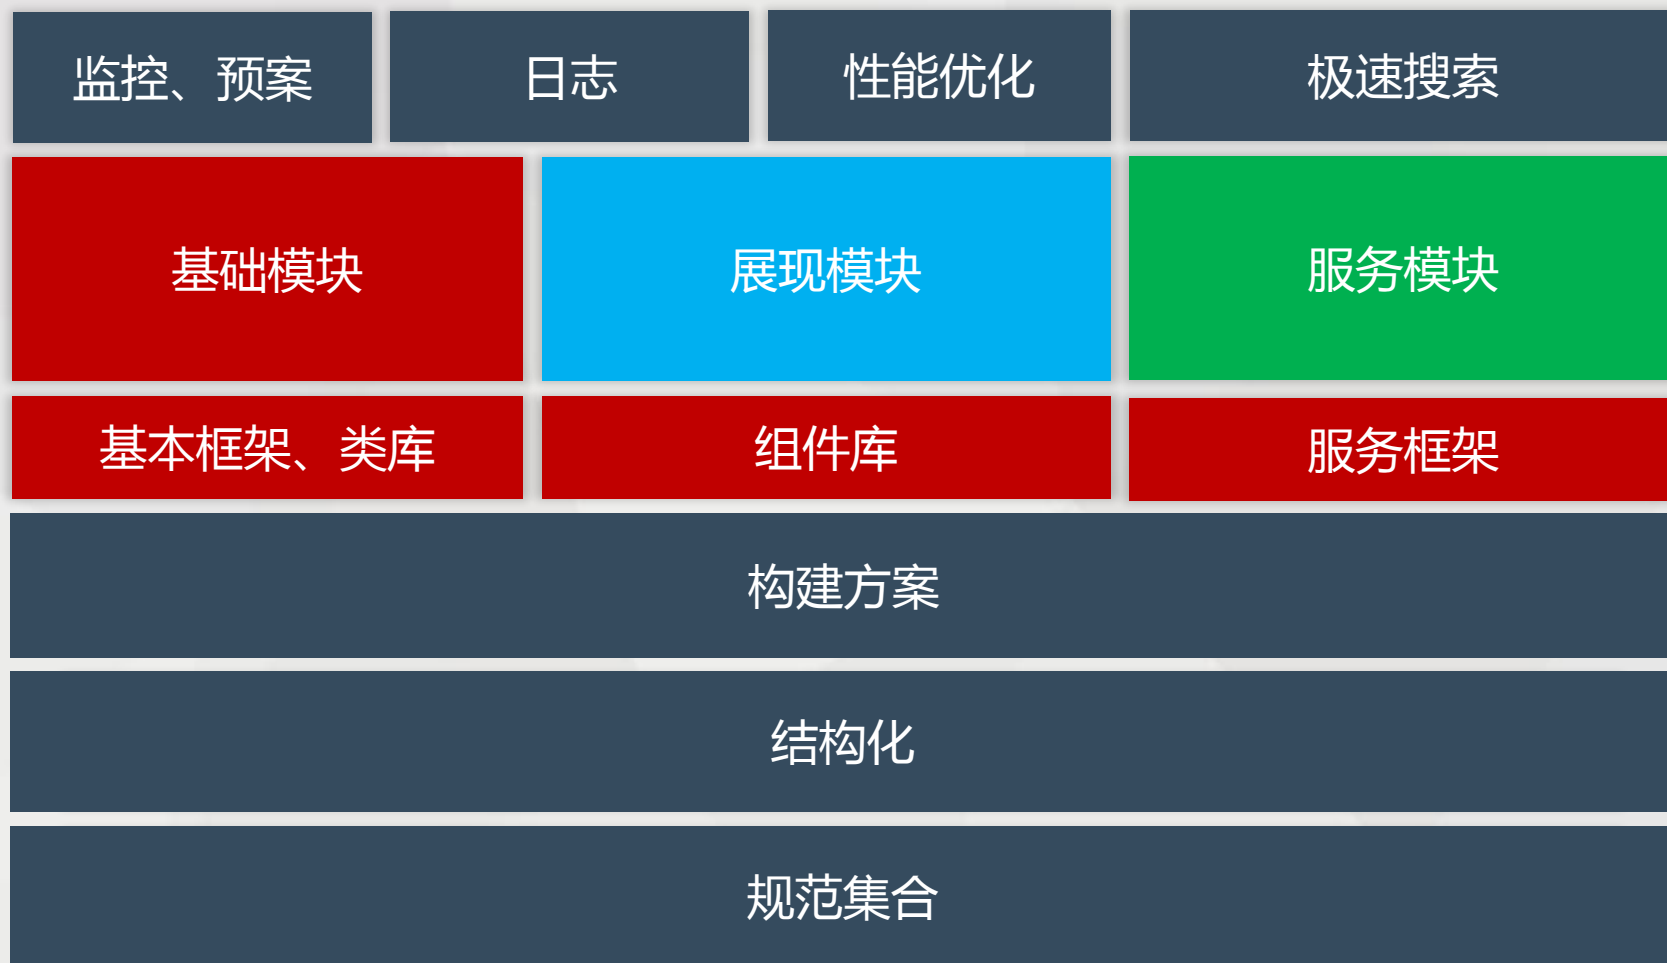 监控、预案
日志
性能优化
极速搜索
基础模块
展现模块
服务模块
基本框架、类库
组件库
服务框架
构建方案
结构化
规范集合